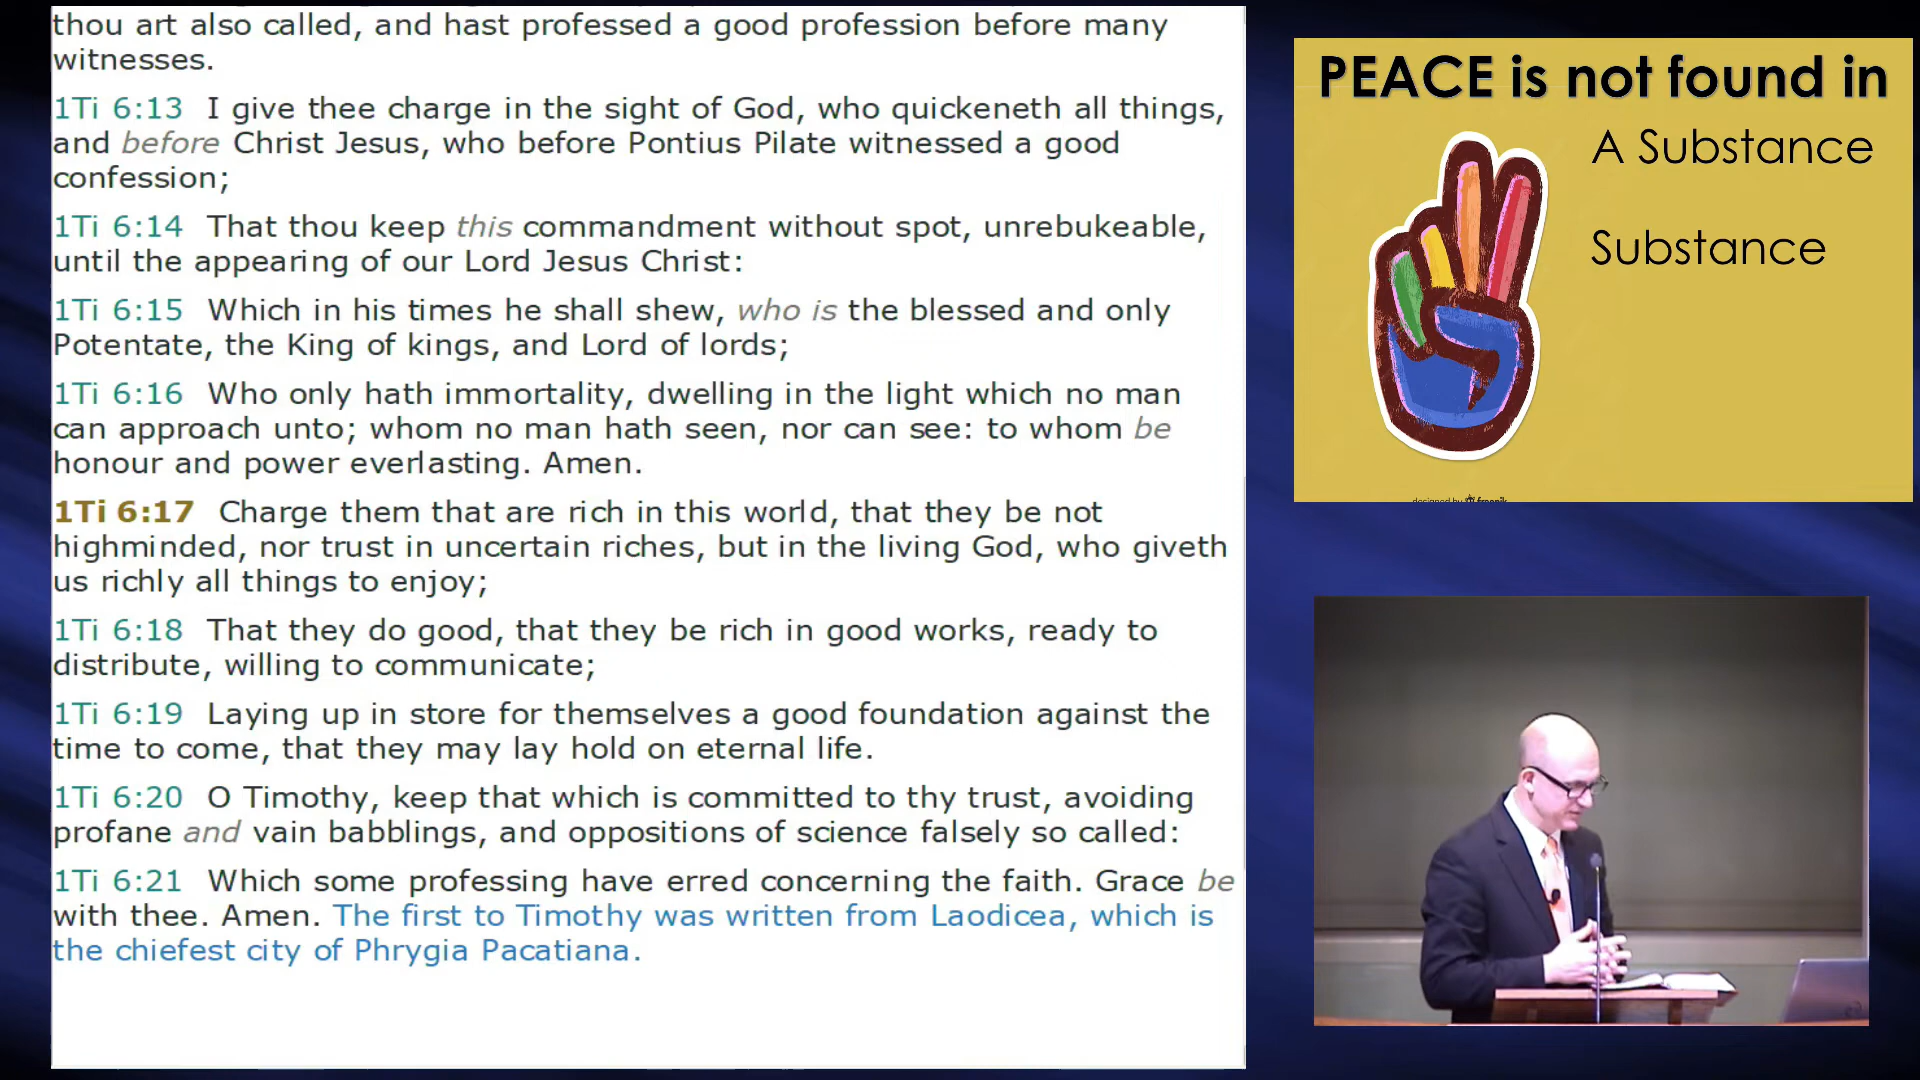 thou art also called, and hast professed a good profession before many
witnesses.
1Ti 6:13 I give thee charge in the sight of God, who quickeneth all things,
and before Christ Jesus, who before Pontius Pilate witnessed a good
confession;
1Ti 6:14 That thou keep this commandment without spot, unrebukeable,
until the appearing of our Lord Jesus Christ:
1Ti 6:15 Which in his times he shall shew, who is the blessed and only
Potentate, the King of kings, and Lord of lords;
1Ti 6:16 Who only hath immortality, dwelling in the light which no man
can approach unto; whom no man hath seen, nor can see: to whom be
honour and power everlasting. Amen.
1Ti 6:17 Charge them that are rich in this world, that they be not
highminded, nor trust in uncertain riches, but in the living God, who giveth
us richly all things to enjoy;
1Ti 6:18 That they do good, that they be rich in good works, ready to
distribute, willing to communicate;
1Ti 6:19 Laying up in store for themselves a good foundation against the
time to come, that they may lay hold on eternal life.
1Ti 6:20 O Timothy, keep that which is committed to thy trust, avoiding
profane and vain babblings, and oppositions of science falsely so called:
1Ti 6:21 Which some professing have erred concerning the faith. Grace be
with thee. Amen. The first to Timothy was written from Laodicea, which is
the chiefest city of Phrygia Pacatiana.
PEACE is not found in
A Substance
Substance
designed by freepik